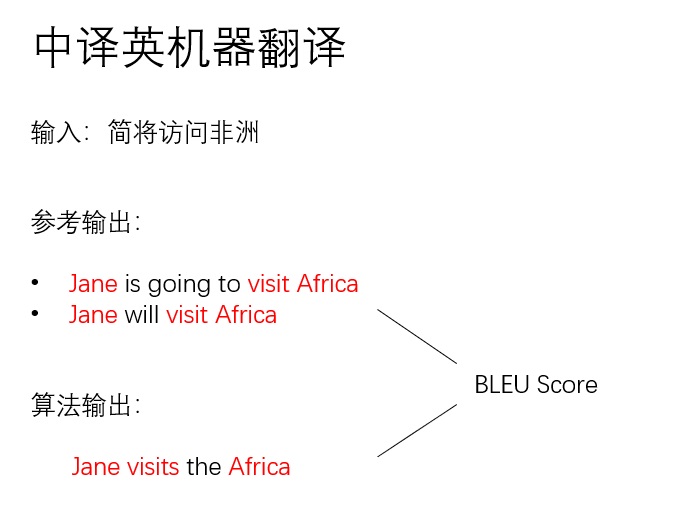 中译英机器翻译
输入：简将访问非洲
参考输出：
• Jane is going to visit Africa
• Jane will visit Africa
BLEU Score
算法输出：
Jane visits the Africa